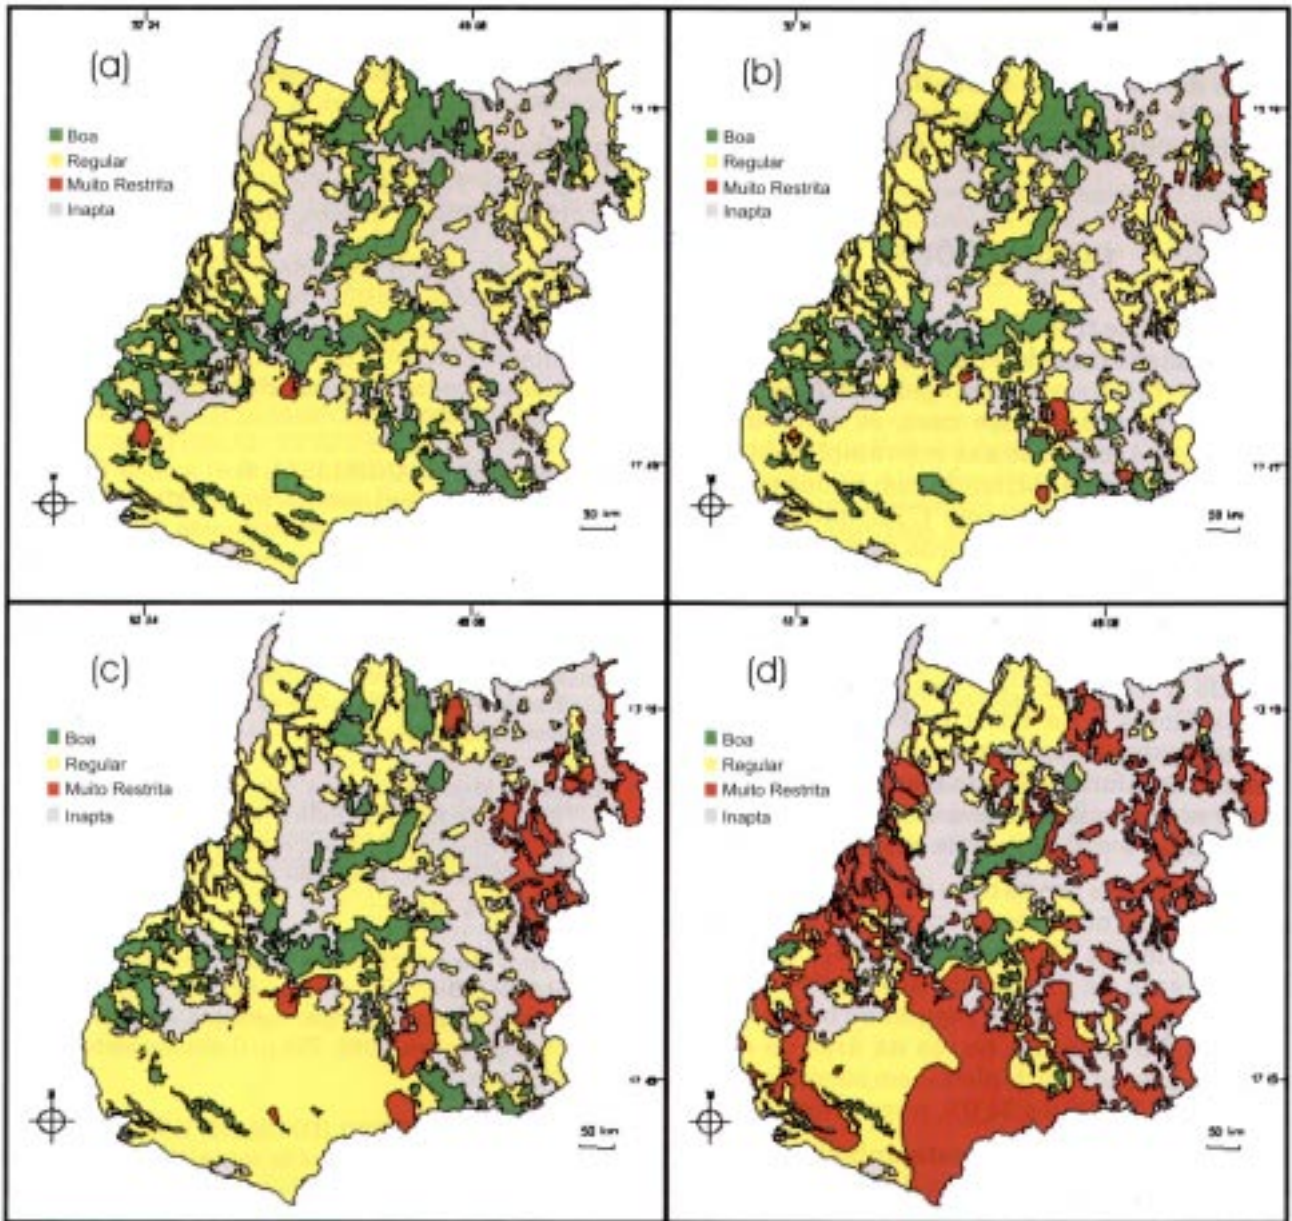 (a)
Boa
Regular
Muito Restrita
Inapta
N
50 km
(b)
Boa
Regular
Muito Restrita
Inapta
50 km
(c)
Boa
Regular
Muito Restrita
Inapta
50 km
(d)
Boa
Regular
Muito Restrita
Inapta
N
50 km